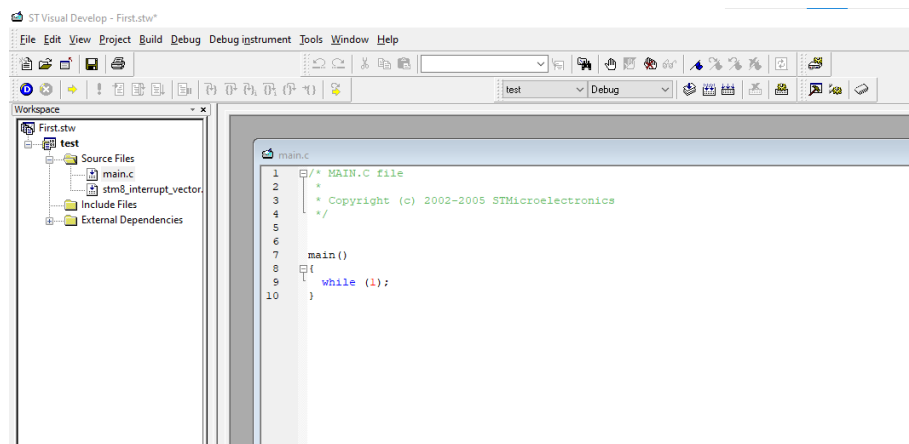 ST Visual Develop - First.stw*
File Edit View Project Build Debug Debug instrument Tools Window Help
test Debug
Workspace
First.stw
test
Source Files
main.c
stm8_interrupt_vector.
Include Files
External Dependencies
main.c
1 /* MAIN.C file
2 *
3 * Copyright (c) 2002-2005 STMicroelectronics
4 */
5
6
7 main()
8 {
9 while (1);
10 }